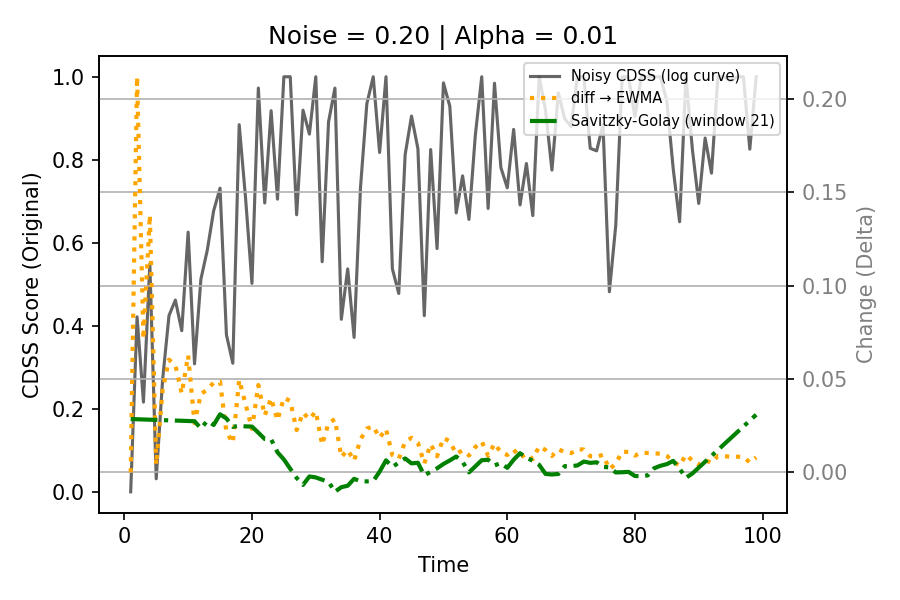 Noise = 0.20 | Alpha = 0.01
Noisy CDSS (log curve)
diff → EWMA
Savitzky-Golay (window 21)
CDSS Score (Original)
1.0
0.8
0.6
0.4
0.2
0.0
0.20
0.15
0.10
0.05
0.00
Change (Delta)
0 20 40 60 80 100
Time